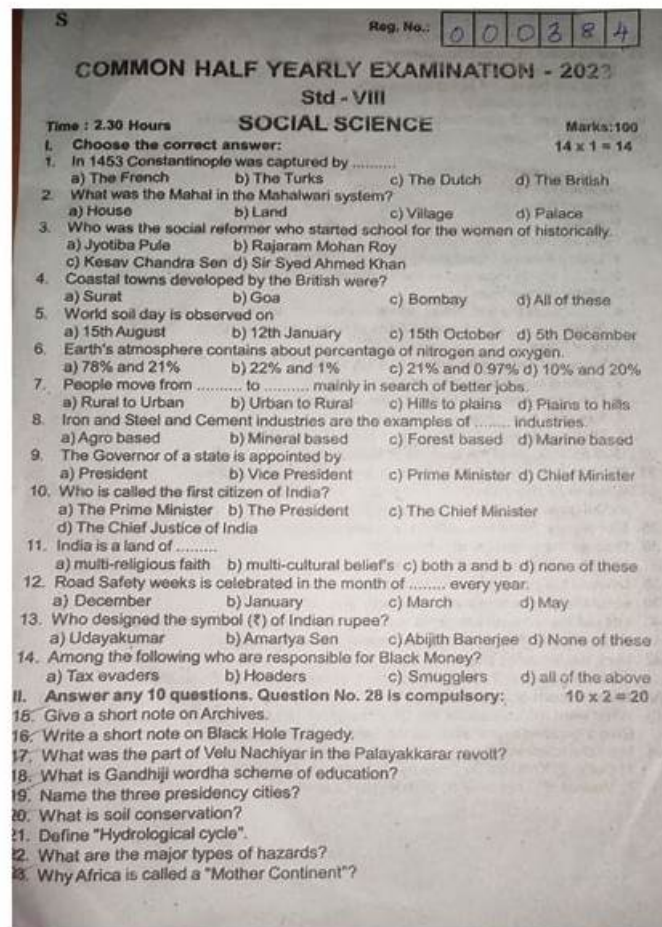 S
Reg. No.: 000384
COMMON HALF YEARLY EXAMINATION - 2023
Std - VIII
Time : 2.30 Hours SOCIAL SCIENCE Marks:100
I. Choose the correct answer: 14 x 1 = 14
1. In 1453 Constantinople was captured by ..........
a) The French b) The Turks c) The Dutch d) The British
2. What was the Mahal in the Mahalwari system?
a) House b) Land c) Village d) Palace
3. Who was the social reformer who started school for the women of historically.
a) Jyotiba Pule b) Rajaram Mohan Roy
c) Kesav Chandra Sen d) Sir Syed Ahmed Khan
4. Coastal towns developed by the British were?
a) Surat b) Goa c) Bombay d) All of these
5. World soil day is observed on
a) 15th August b) 12th January c) 15th October d) 5th December
6. Earth's atmosphere contains about percentage of nitrogen and oxygen.
a) 78% and 21% b) 22% and 1% c) 21% and 0.97% d) 10% and 20%
7. People move from .......... to .......... mainly in search of better jobs.
a) Rural to Urban b) Urban to Rural c) Hills to plains d) Plains to hills
8. Iron and Steel and Cement industries are the examples of ........ industries.
a) Agro based b) Mineral based c) Forest based d) Marine based
9. The Governor of a state is appointed by
a) President b) Vice President c) Prime Minister d) Chief Minister
10. Who is called the first citizen of India?
a) The Prime Minister b) The President c) The Chief Minister
d) The Chief Justice of India
11. India is a land of .........
a) multi-religious faith b) multi-cultural belief's c) both a and b d) none of these
12. Road Safety weeks is celebrated in the month of ........ every year.
a) December b) January c) March d) May
13. Who designed the symbol (₹) of Indian rupee?
a) Udayakumar b) Amartya Sen c) Abijith Banerjee d) None of these
14. Among the following who are responsible for Black Money?
a) Tax evaders b) Hoaders c) Smugglers d) all of the above
II. Answer any 10 questions. Question No. 28 is compulsory: 10 x 2 = 20
15. Give a short note on Archives.
16. Write a short note on Black Hole Tragedy.
17. What was the part of Velu Nachiyar in the Palayakkarar revolt?
18. What is Gandhiji wordha scheme of education?
19. Name the three presidency cities?
20. What is soil conservation?
21. Define "Hydrological cycle".
22. What are the major types of hazards?
23. Why Africa is called a "Mother Continent"?